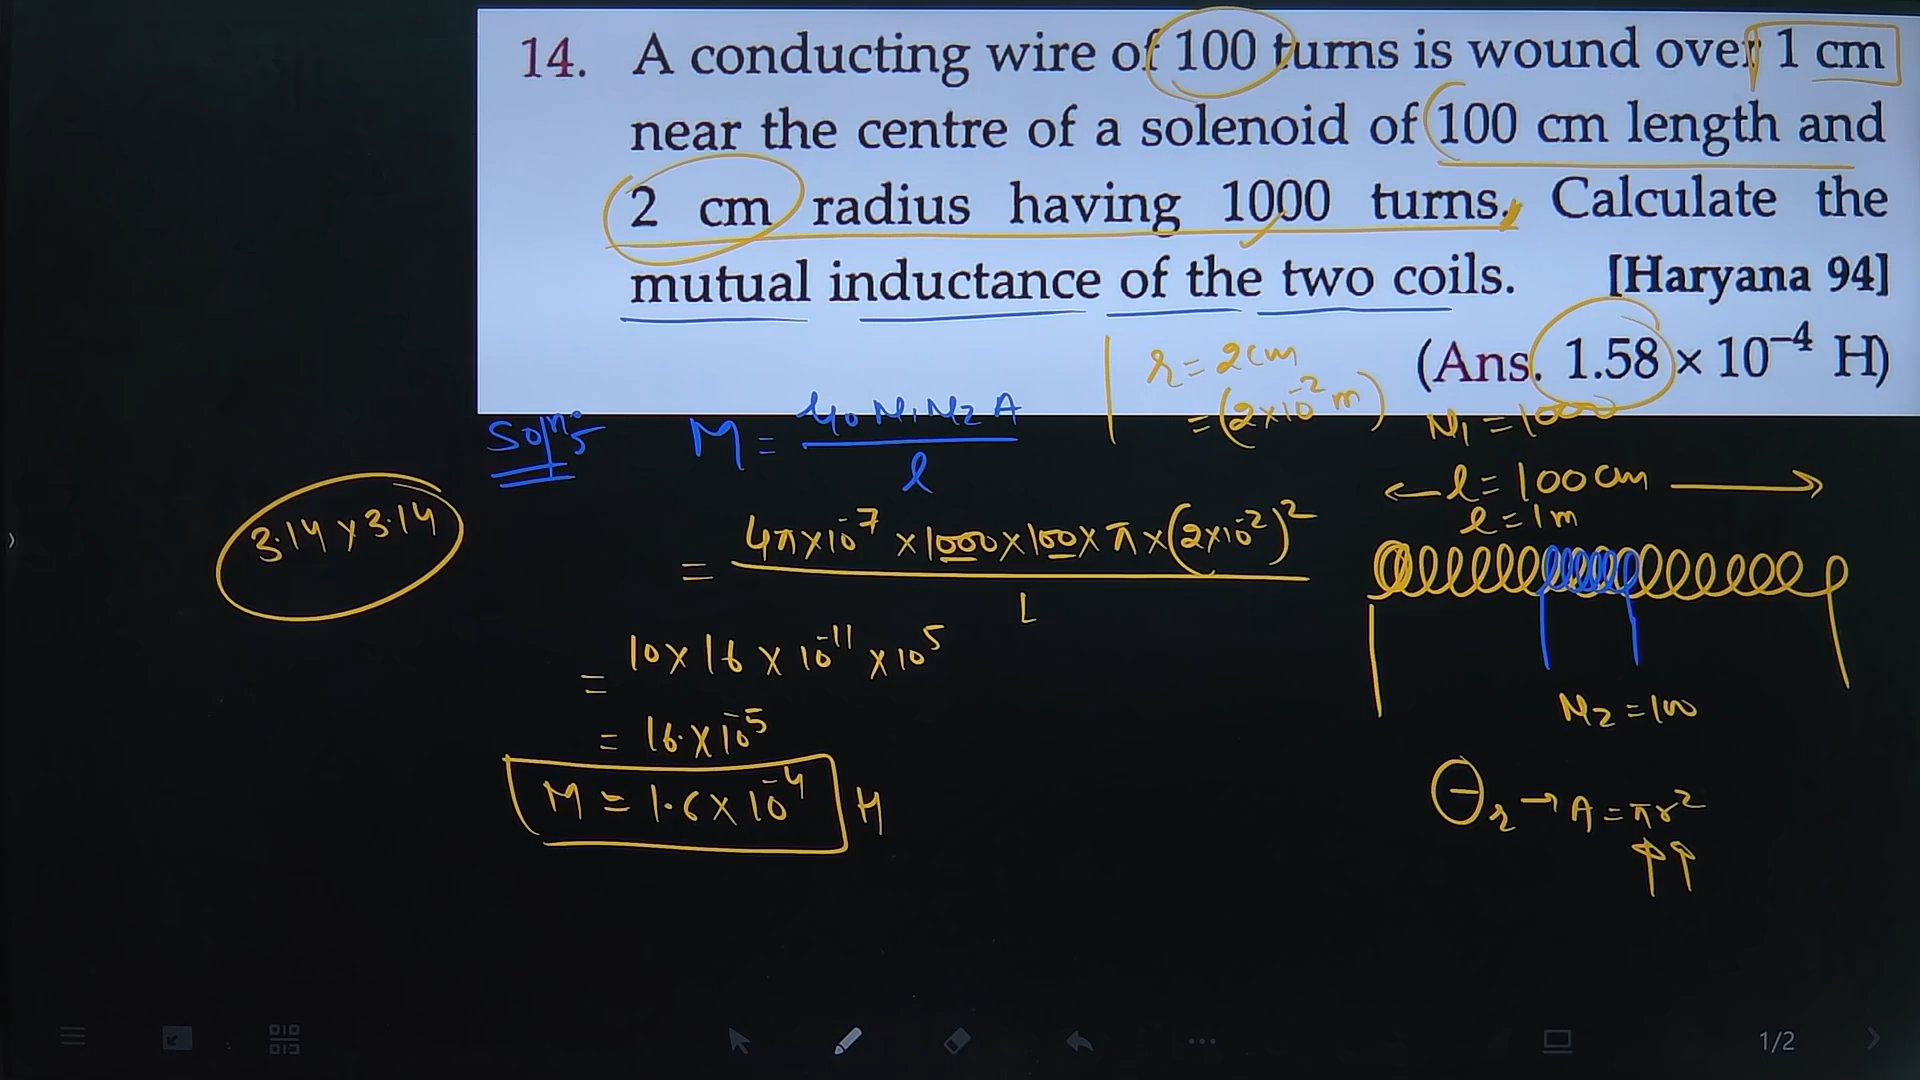 14. A conducting wire of 100 turns is wound over 1 cm
near the centre of a solenoid of 100 cm length and
2 cm radius having 1000 turns. Calculate the
mutual inductance of the two coils. [Haryana 94]
(Ans. 1.58 × 10⁻⁴ H)
r = 2cm
= (2×10⁻² m)
Solⁿ:
M = μ₀ N₁ N₂ A / l
N₁ = 1000
l = 100 cm
l = 1m
3.14 × 3.14
= 4π×10⁻⁷ × 1000 × 100 × π × (2×10⁻²)² / 1
= 10 × 16 × 10⁻¹¹ × 10⁵
= 16 × 10⁻⁵
M = 1.6 × 10⁻⁴ H
N₂ = 100
r → A = πr²
1/2